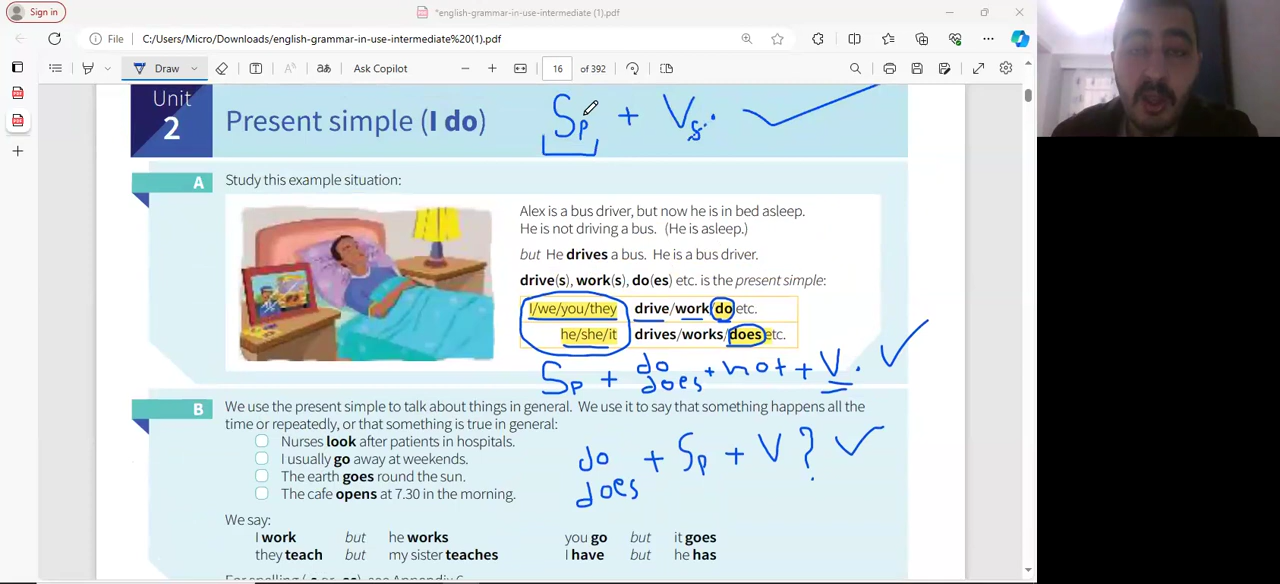 Sign in
*english-grammar-in-use-intermediate (1).pdf
File C:/Users/Micro/Downloads/english-grammar-in-use-intermediate%20(1).pdf
Draw aあ Ask Copilot 16 of 392
Unit 2 Present simple (I do) Sp + Vs.
A Study this example situation:
Alex is a bus driver, but now he is in bed asleep.
He is not driving a bus. (He is asleep.)
but He drives a bus. He is a bus driver.
drive(s), work(s), do(es) etc. is the present simple:
I/we/you/they drive/work do etc.
he/she/it drives/works/does etc.
Sp + do does + not + V.
B We use the present simple to talk about things in general. We use it to say that something happens all the
time or repeatedly, or that something is true in general:
Nurses look after patients in hospitals.
I usually go away at weekends.
The earth goes round the sun.
The cafe opens at 7.30 in the morning.
do does + Sp + V ?
We say:
I work but he works you go but it goes
they teach but my sister teaches I have but he has